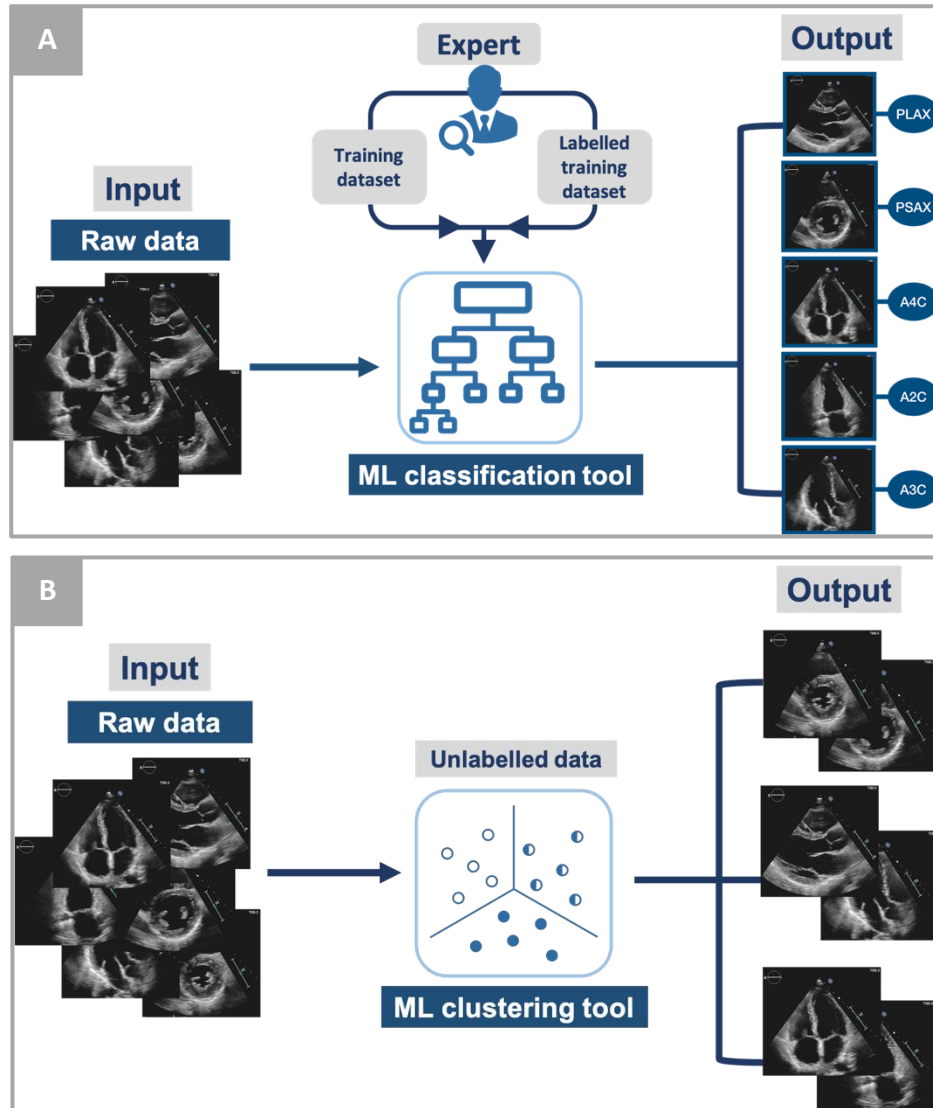 A
Expert
Output
Training
dataset
Labelled
training
dataset
Input
Raw data
ML classification tool
PLAX
PSAX
A4C
A2C
A3C
B
Output
Input
Raw data
Unlabelled data
ML clustering tool